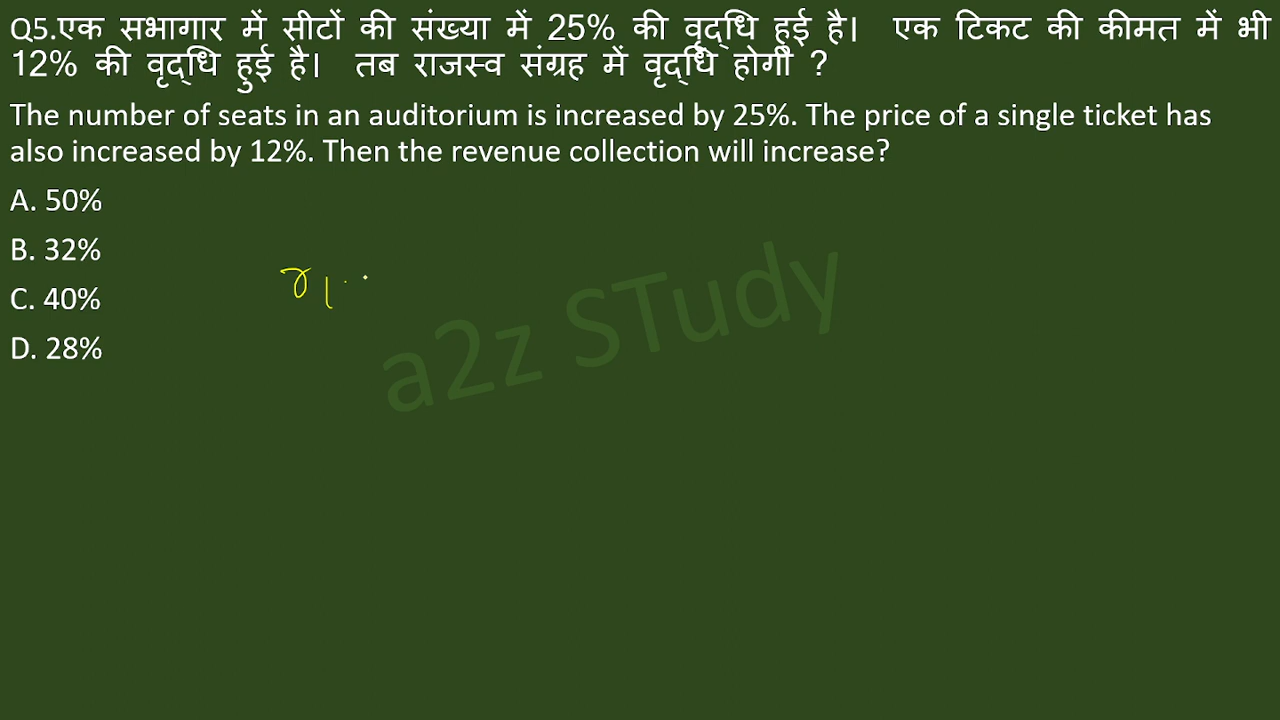 Q5.एक सभागार में सीटों की संख्या में 25% की वृद्धि हुई है। एक टिकट की कीमत में भी
12% की वृद्धि हुई है। तब राजस्व संग्रह में वृद्धि होगी ?
The number of seats in an auditorium is increased by 25%. The price of a single ticket has
also increased by 12%. Then the revenue collection will increase?
A. 50%
B. 32%
C. 40%
D. 28%
a2z STudy